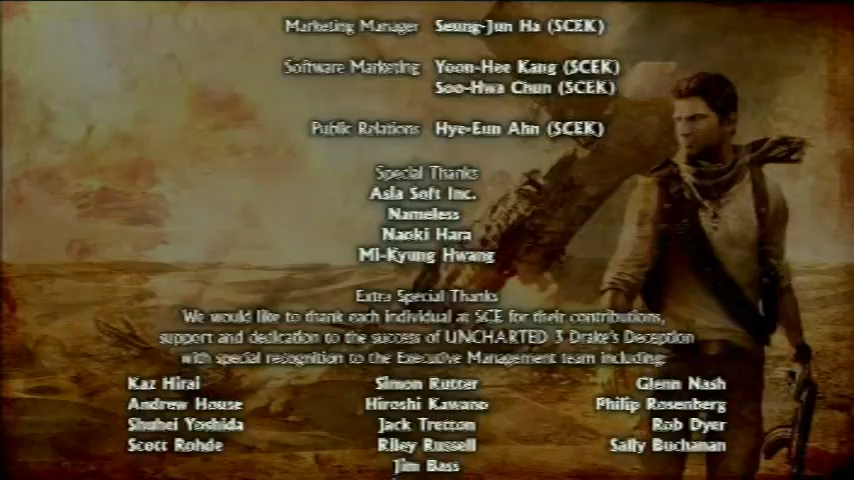 Marketing Manager Seung-Jun Ha (SCEK)
Software Marketing Yoon-Hee Kang (SCEK)
Soo-Hwa Chun (SCEK)
Public Relations Hye-Eun Ahn (SCEK)
Special Thanks
Asia Soft Inc.
Nameless
Naoki Hara
Mi-Kyung Hwang
Extra Special Thanks
We would like to thank each individual at SCE for their contributions,
support and dedication to the success of UNCHARTED 3 Drake's Deception
with special recognition to the Executive Management team including:
Kaz Hirai Simon Rutter Glenn Nash
Andrew House Hiroshi Kawano Philip Rosenberg
Shuhei Yoshida Jack Tretton Rob Dyer
Scott Rohde Riley Russell Sally Buchanan
Jim Bass